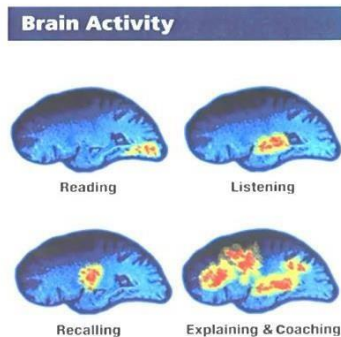 Brain Activity
Reading
Listening
Recalling
Explaining & Coaching